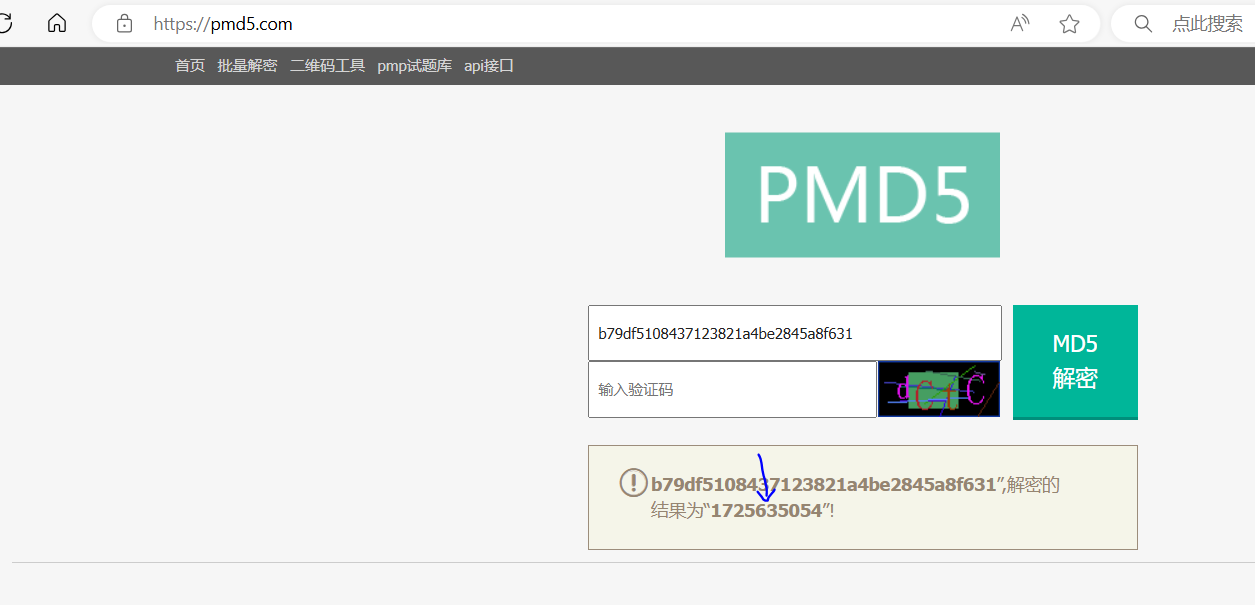 https://pmd5.com
点此搜索
首页 批量解密 二维码工具 pmp试题库 api接口
PMD5
b79df5108437123821a4be2845a8f631
MD5
解密
输入验证码
b79df5108437123821a4be2845a8f631”,解密的
结果为“1725635054”!